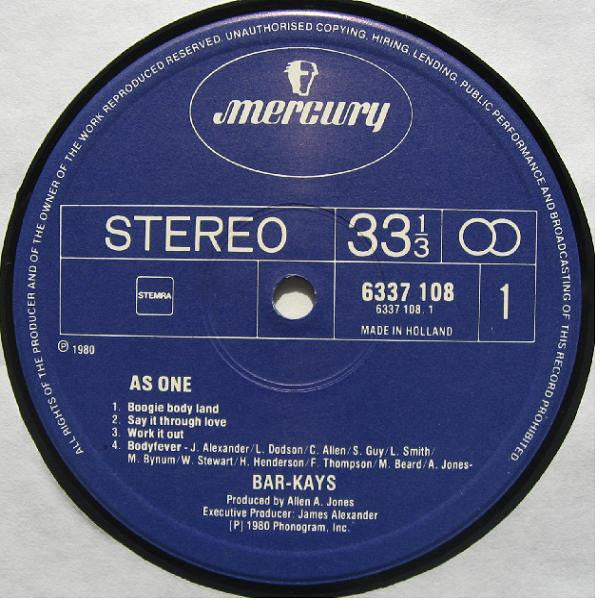 ALL RIGHTS OF THE PRODUCER AND OF THE OWNER OF THE WORK REPRODUCED RESERVED. UNAUTHORISED COPYING, HIRING, LENDING, PUBLIC PERFORMANCE AND BROADCASTING OF THIS RECORD PROHIBITED.
mercury
STEREO 33 1/3
STEMRA
6337 108
6337 108. 1
1
MADE IN HOLLAND
℗ 1980
AS ONE
1. Boogie body land
2. Say it through love
3. Work it out
4. Bodyfever - J. Alexander/L. Dodson/C. Allen/S. Guy/L. Smith/
M. Bynum/W. Stewart/H. Henderson/F. Thompson/M. Beard/A. Jones-
BAR-KAYS
Produced by Allen A. Jones
Executive Producer: James Alexander
[P] 1980 Phonogram, Inc.